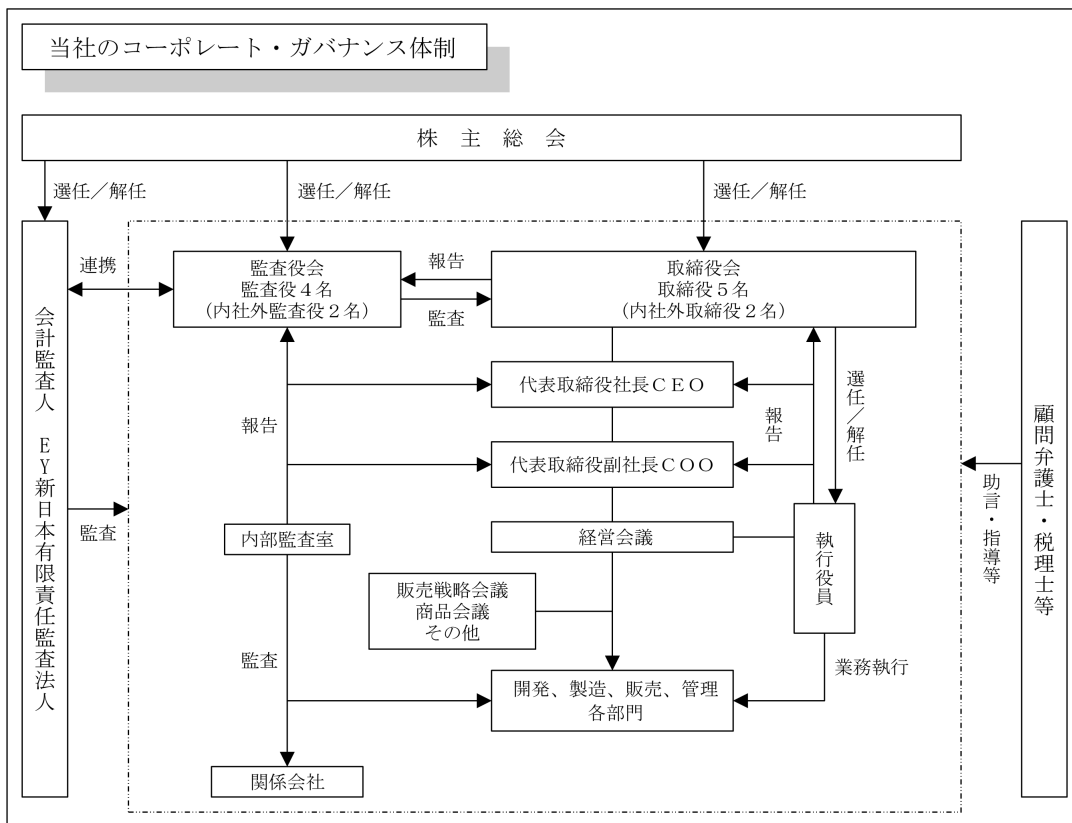 当社のコーポレート・ガバナンス体制
株主総会
選任／解任
選任／解任
選任／解任
監査役会
監査役４名
（内社外監査役２名）
報告
監査
取締役会
取締役５名
（内社外取締役２名）
連携
会計監査人　ＥＹ新日本有限責任監査法人
監査
代表取締役社長ＣＥＯ
代表取締役副社長ＣＯＯ
報告
報告
選任／解任
内部監査室
経営会議
執行役員
販売戦略会議
商品会議
その他
監査
業務執行
開発、製造、販売、管理
各部門
関係会社
助言・指導等
顧問弁護士・税理士等